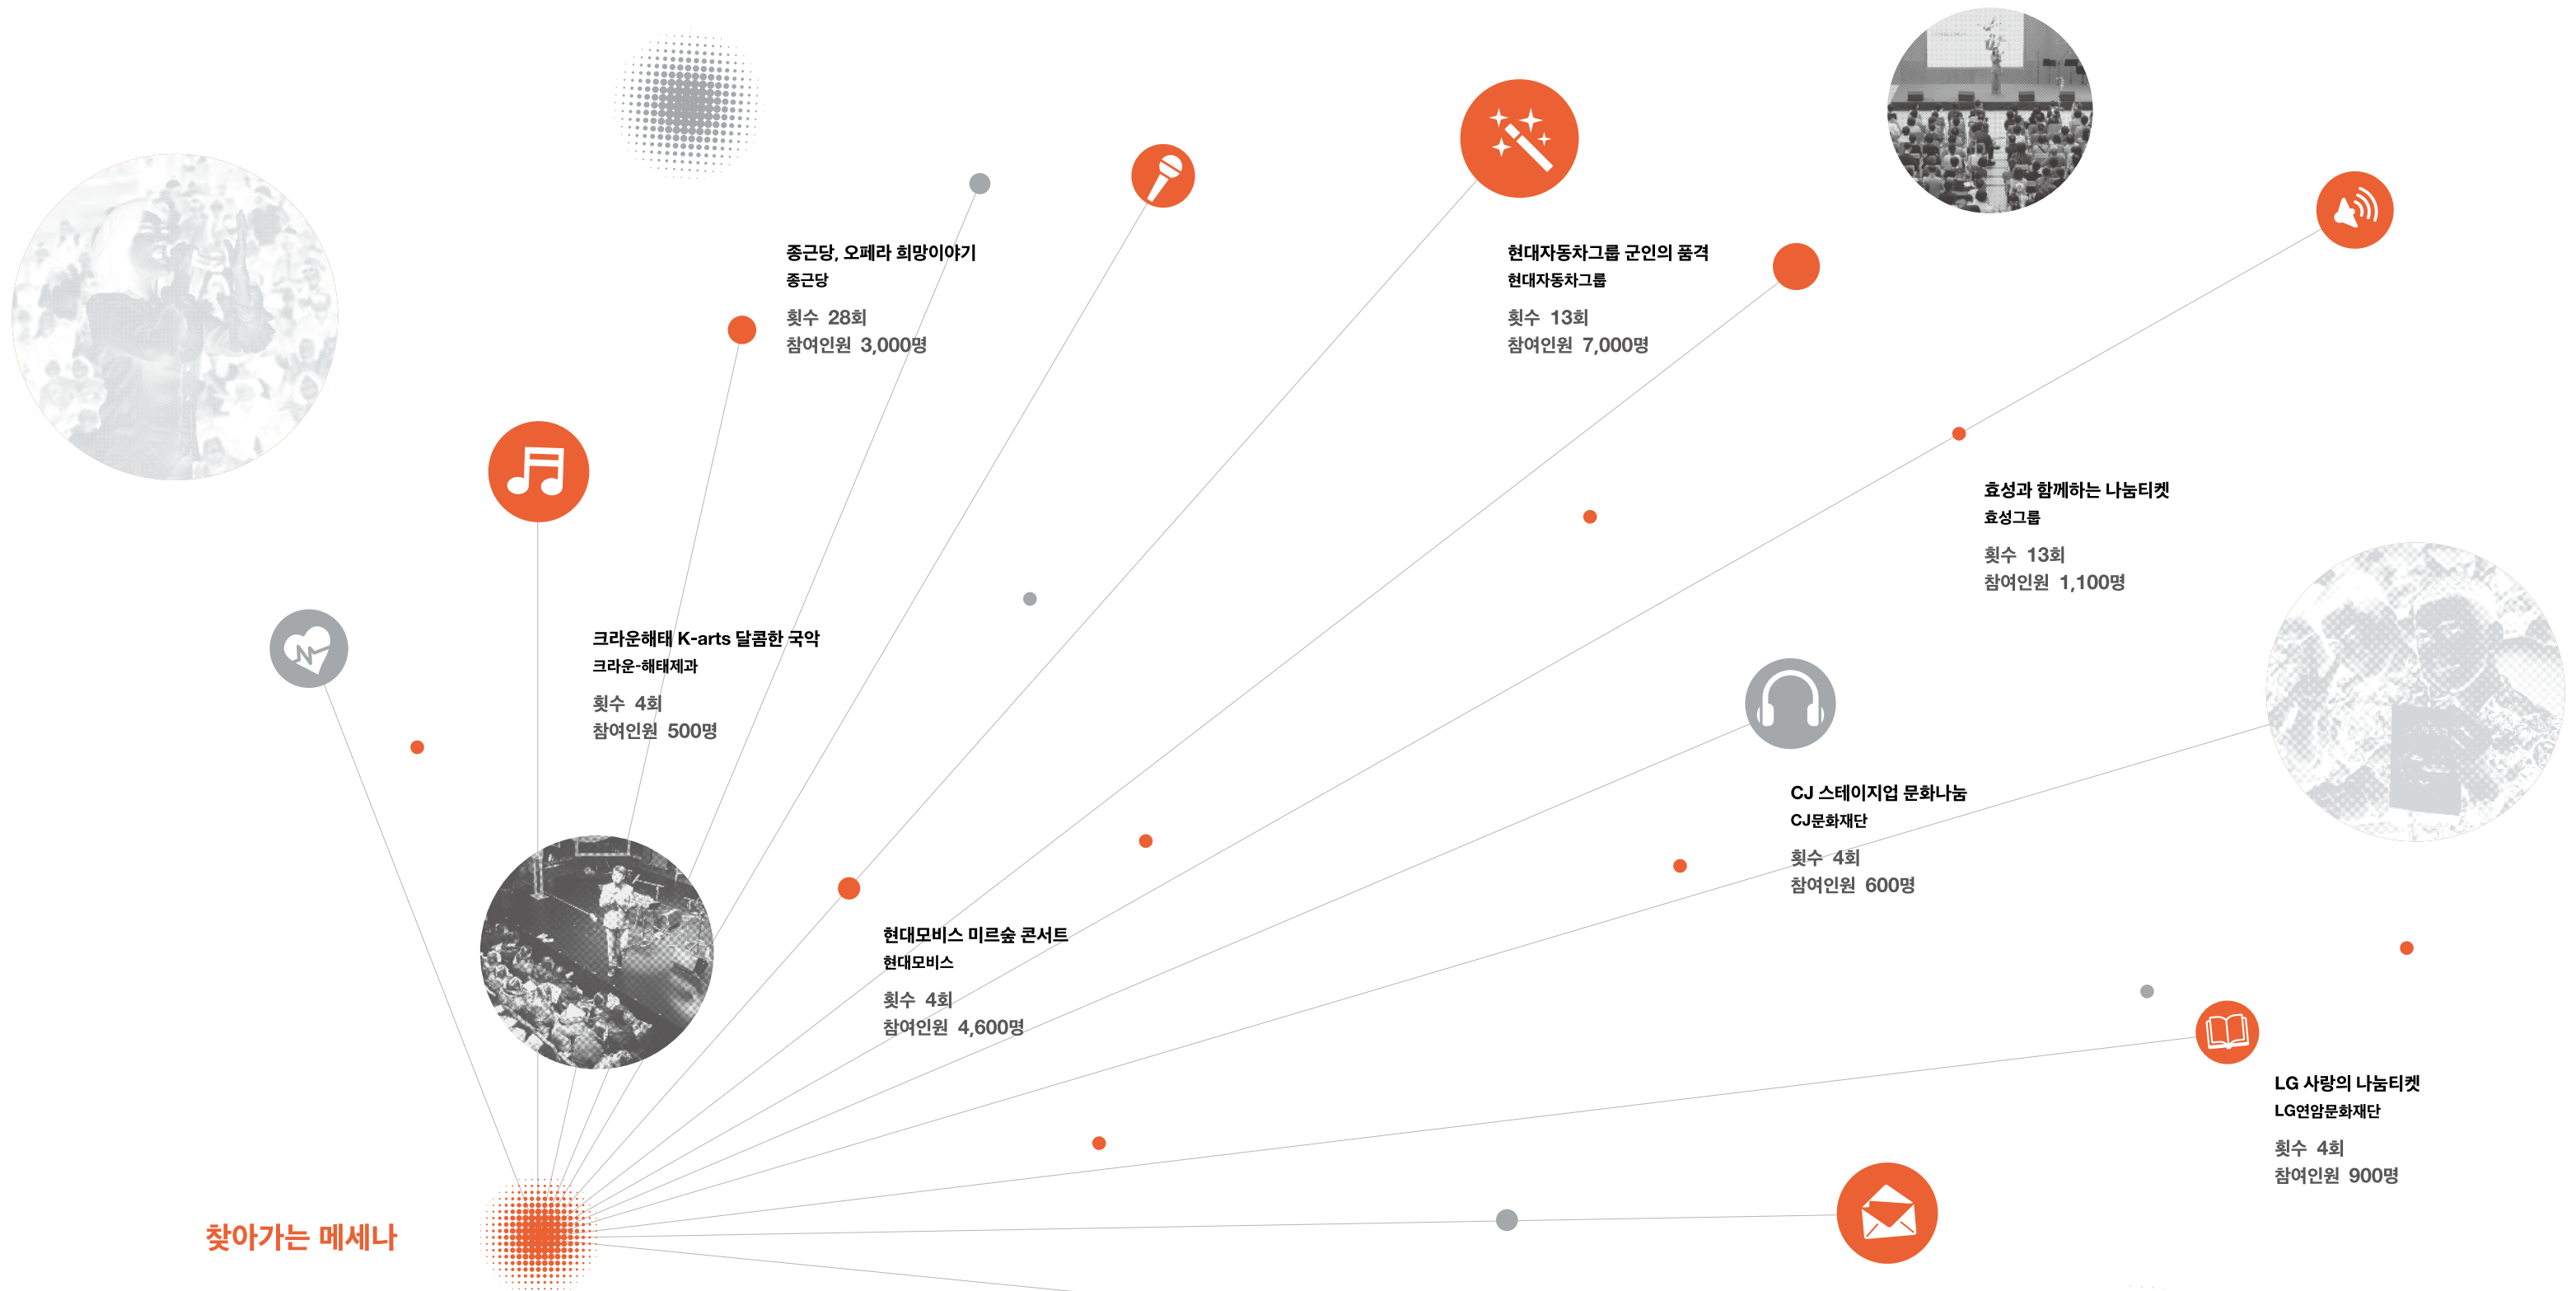 종근당, 오페라 희망이야기
종근당
횟수 28회
참여인원 3,000명
현대자동차그룹 군인의 품격
현대자동차그룹
횟수 13회
참여인원 7,000명
효성과 함께하는 나눔티켓
효성그룹
횟수 13회
참여인원 1,100명
크라운해태 K-arts 달콤한 국악
크라운-해태제과
횟수 4회
참여인원 500명
CJ 스테이지업 문화나눔
CJ문화재단
횟수 4회
참여인원 600명
현대모비스 미르숲 콘서트
현대모비스
횟수 4회
참여인원 4,600명
LG 사랑의 나눔티켓
LG연암문화재단
횟수 4회
참여인원 900명
찾아가는 메세나